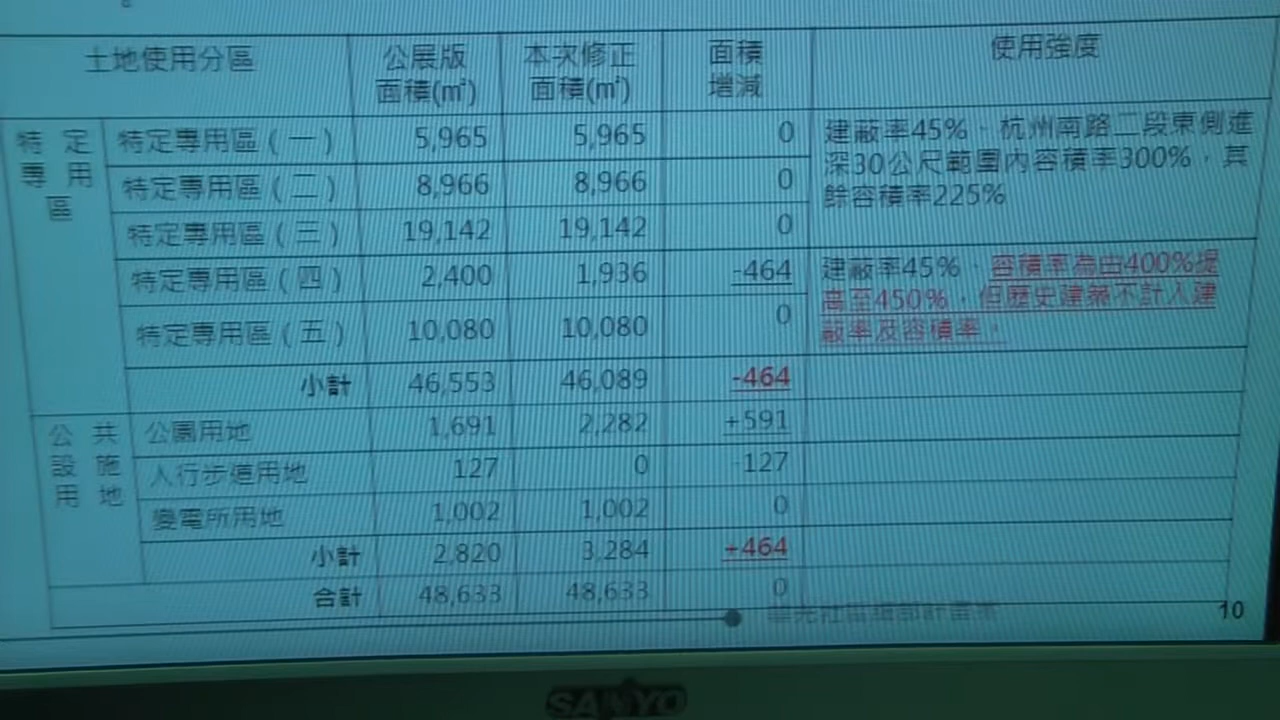 土地使用分區 公展版面積(㎡) 本次修正面積(㎡) 面積增減 使用強度
特定專用區
特定專用區(一) 5,965 5,965 0
建蔽率45%、杭州南路二段東側進
深30公尺範圍內容積率300%,其
餘容積率225%
特定專用區(二) 8,966 8,966 0
特定專用區(三) 19,142 19,142 0
特定專用區(四) 2,400 1,936 -464
建蔽率45%、容積率為由400%提
高至450%,但歷史建築不計入建
蔽率及容積率。
特定專用區(五) 10,080 10,080 0
小計 46,553 46,089 -464
公共設施用地
公園用地 1,691 2,282 +591
人行步道用地 127 0 -127
變電所用地 1,002 1,002 0
小計 2,820 3,284 +464
合計 48,633 48,633 0
10
SANYO